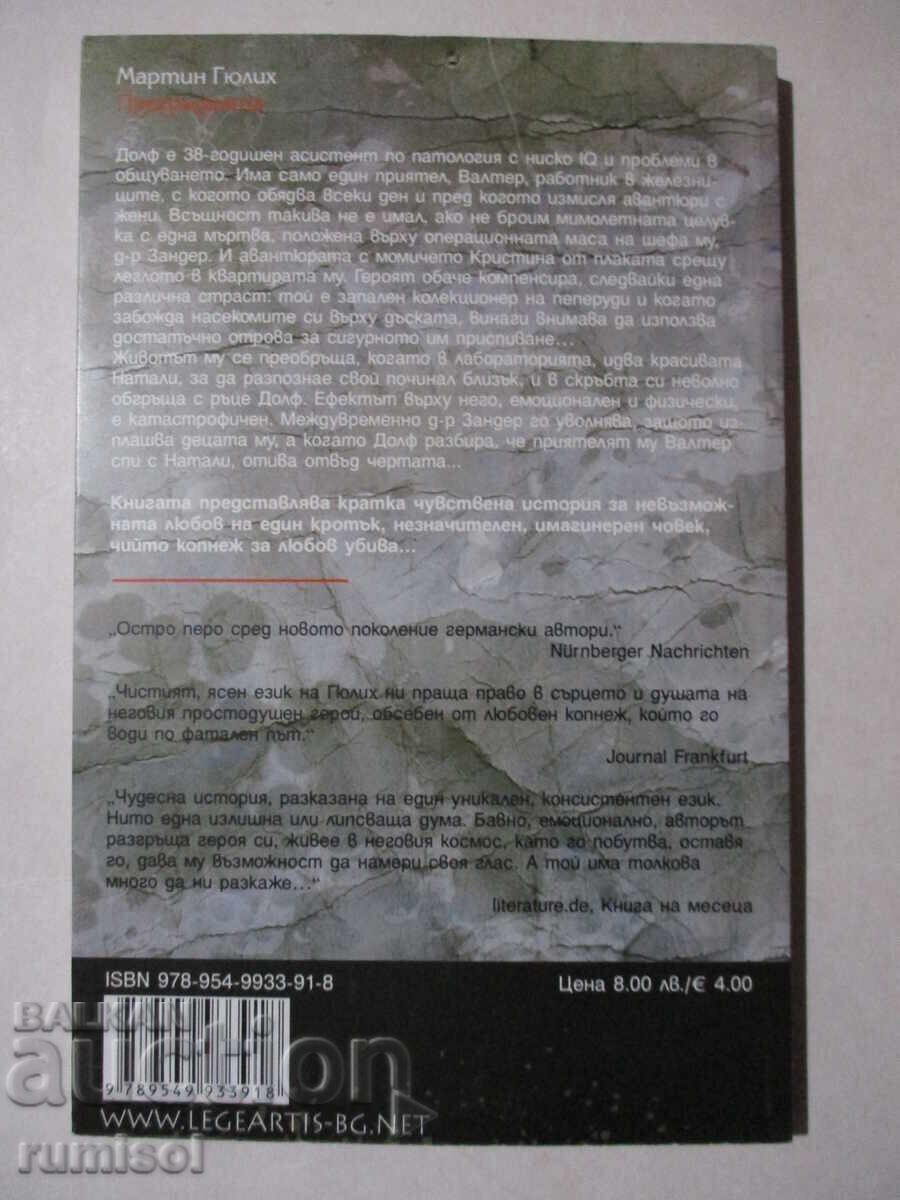 Мартин Гюлих
Прегръщането
Долф е 38-годишен асистент по патология с ниско IQ и проблеми в
общуването. Има само един приятел, Валтер, работник в железни-
ците, с когото обядва всеки ден и пред когото измисля авантюри с
жени. Всъщност такива не е имал, ако не броим мимолетната целув-
ка с една мъртва, положена върху операционната маса на шефа му,
д-р Зандер. И авантюрата с момичето Кристина от плаката срещу
леглото в квартирата му. Героят обаче компенсира, следвайки една
различна страст: той е запален колекционер на пеперуди и когато
забожда насекомите си върху дъската, винаги внимава да използва
достатъчно отрова за сигурното им приспиване...
Животът му се преобръща, когато в лабораторията, идва красивата
Натали, за да разпознае свой починал близък, и в скръбта си неволно
обгръща с ръце Долф. Ефектът върху него, емоционален и физически,
е катастрофичен. Междувременно д-р Зандер го уволнява, защото из-
плашва децата му, а когато Долф разбира, че приятелят му Валтер
спи с Натали, отива отвъд чертата...
Книгата представлява кратка чувствена история за невъзмож-
ната любов на един кротък, незначителен, имагинерен човек,
чийто копнеж за любов убива...
„Остро перо сред новото поколение германски автори.“
Nürnberger Nachrichten
„Чистият, ясен език на Гюлих ни праща право в сърцето и душата на
неговия простодушен герой, обсебен от любовен копнеж, който го
води по фатален път.“
Journal Frankfurt
„Чудесна история, разказана на един уникален, консистентен език.
Нито една излишна или липсваща дума. Бавно, емоционално, авторът
разгръща героя си, живее в неговия космос, като го побутва, оставя
го, дава му възможност да намери своя глас. А той има толкова
много да ни разкаже...“
literature.de, Книга на месеца
ISBN 978-954-9933-91-8
Цена 8.00 лв./€ 4.00
BALKAN
auction
9 789549 933918
WWW.LEGEARTIS-BG.NET
rumisol